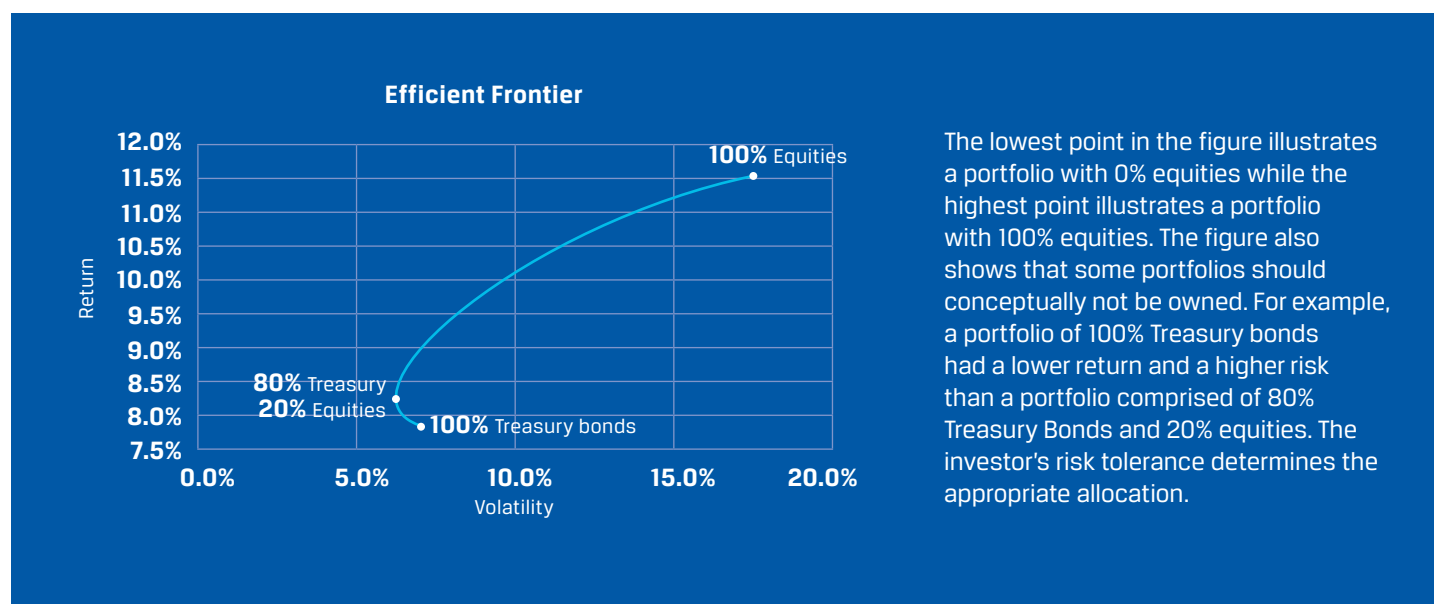 Efficient Frontier
12.0%
11.5%
11.0%
10.5%
10.0%
9.5%
9.0%
8.5%
8.0%
7.5%
Return
100% Equities
80% Treasury
20% Equities
100% Treasury bonds
0.0%
5.0%
10.0%
15.0%
20.0%
Volatility
The lowest point in the figure illustrates
a portfolio with 0% equities while the
highest point illustrates a portfolio
with 100% equities. The figure also
shows that some portfolios should
conceptually not be owned. For example,
a portfolio of 100% Treasury bonds
had a lower return and a higher risk
than a portfolio comprised of 80%
Treasury Bonds and 20% equities. The
investor’s risk tolerance determines the
appropriate allocation.